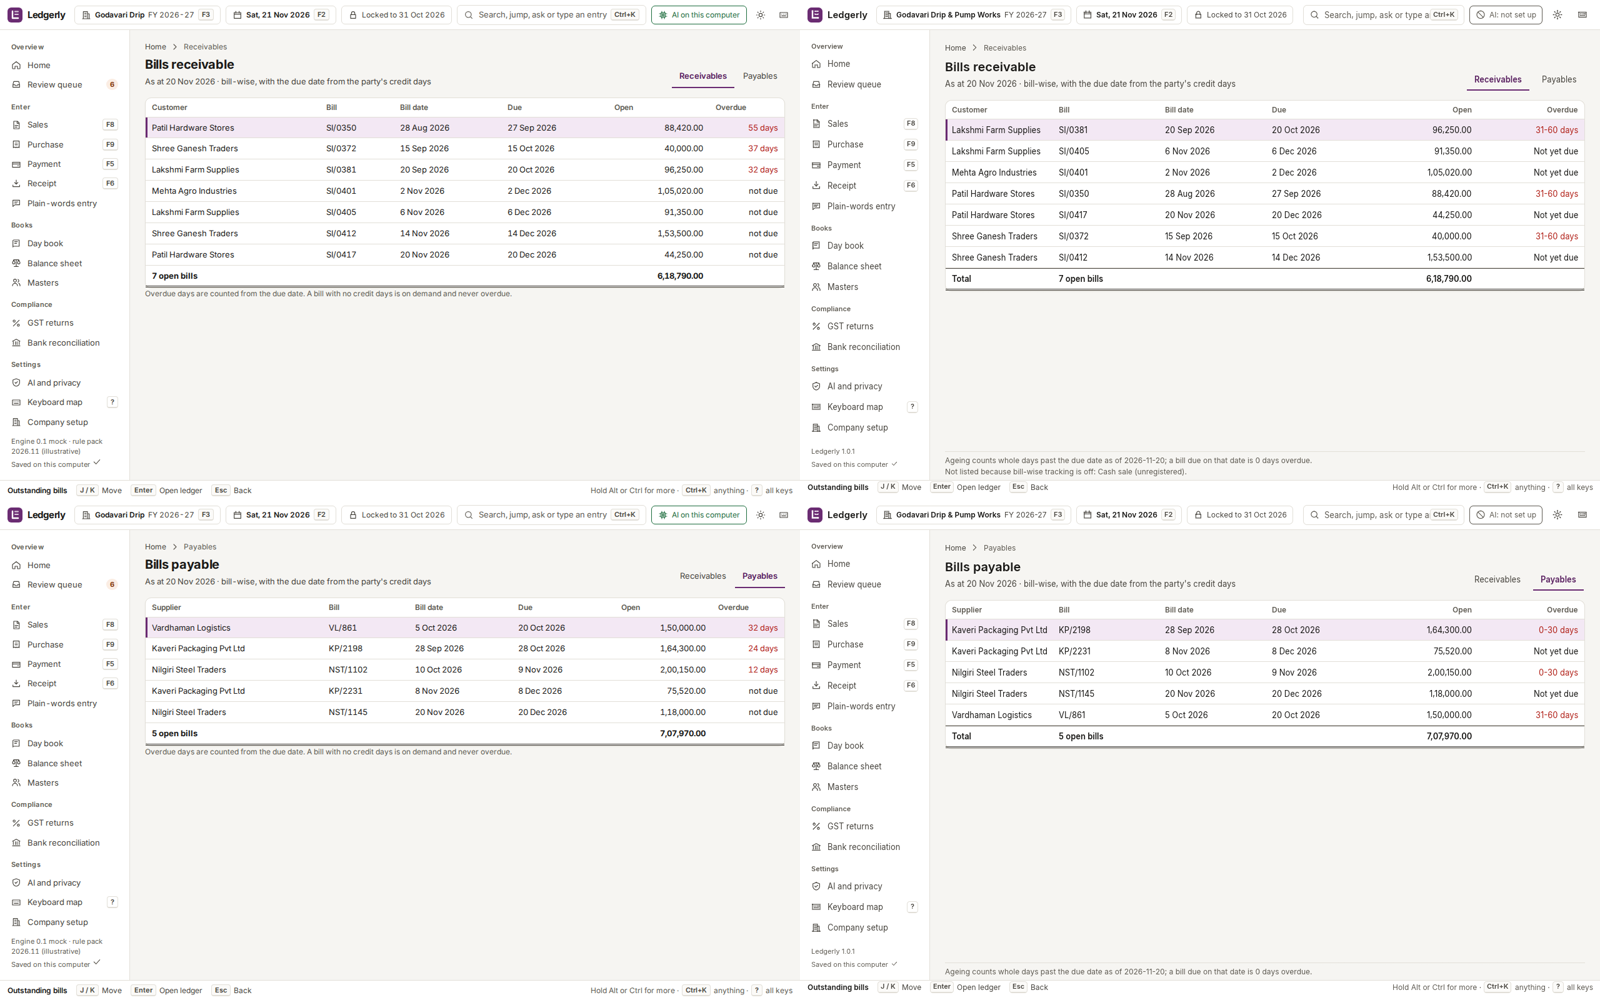 Ledgerly Godavari Drip FY 2026-27 F3 Sat, 21 Nov 2026 F2 Locked to 31 Oct 2026 Search, jump, ask or type an entry Ctrl+K AI on this computer
Overview
Home
Review queue 6
Enter
Sales F8
Purchase F9
Payment F5
Receipt F6
Plain-words entry
Books
Day book
Balance sheet
Masters
Compliance
GST returns
Bank reconciliation
Settings
AI and privacy
Keyboard map ?
Company setup
Engine 0.1 mock · rule pack
2026.11 (illustrative)
Saved on this computer
Home Receivables
Bills receivable
As at 20 Nov 2026 · bill-wise, with the due date from the party's credit days
Receivables Payables
Customer Bill Bill date Due Open Overdue
Patil Hardware Stores SI/0350 28 Aug 2026 27 Sep 2026 88,420.00 55 days
Shree Ganesh Traders SI/0372 15 Sep 2026 15 Oct 2026 40,000.00 37 days
Lakshmi Farm Supplies SI/0381 20 Sep 2026 20 Oct 2026 96,250.00 32 days
Mehta Agro Industries SI/0401 2 Nov 2026 2 Dec 2026 1,05,020.00 not due
Lakshmi Farm Supplies SI/0405 6 Nov 2026 6 Dec 2026 91,350.00 not due
Shree Ganesh Traders SI/0412 14 Nov 2026 14 Dec 2026 1,53,500.00 not due
Patil Hardware Stores SI/0417 20 Nov 2026 20 Dec 2026 44,250.00 not due
7 open bills 6,18,790.00
Overdue days are counted from the due date. A bill with no credit days is on demand and never overdue.
Outstanding bills J / K Move Enter Open ledger Esc Back Hold Alt or Ctrl for more · Ctrl+K anything · ? all keys
Ledgerly Godavari Drip & Pump Works FY 2026-27 F3 Sat, 21 Nov 2026 F2 Locked to 31 Oct 2026 Search, jump, ask or type a Ctrl+K AI: not set up
Overview
Home
Review queue
Enter
Sales F8
Purchase F9
Payment F5
Receipt F6
Plain-words entry
Books
Day book
Balance sheet
Masters
Compliance
GST returns
Bank reconciliation
Settings
AI and privacy
Keyboard map ?
Company setup
Ledgerly 1.0.1
Saved on this computer
Home Receivables
Bills receivable
As at 20 Nov 2026 · bill-wise, with the due date from the party's credit days
Receivables Payables
Customer Bill Bill date Due Open Overdue
Lakshmi Farm Supplies SI/0381 20 Sep 2026 20 Oct 2026 96,250.00 31-60 days
Lakshmi Farm Supplies SI/0405 6 Nov 2026 6 Dec 2026 91,350.00 Not yet due
Mehta Agro Industries SI/0401 2 Nov 2026 2 Dec 2026 1,05,020.00 Not yet due
Patil Hardware Stores SI/0350 28 Aug 2026 27 Sep 2026 88,420.00 31-60 days
Patil Hardware Stores SI/0417 20 Nov 2026 20 Dec 2026 44,250.00 Not yet due
Shree Ganesh Traders SI/0372 15 Sep 2026 15 Oct 2026 40,000.00 31-60 days
Shree Ganesh Traders SI/0412 14 Nov 2026 14 Dec 2026 1,53,500.00 Not yet due
Total 7 open bills 6,18,790.00
Ageing counts whole days past the due date as of 2026-11-20; a bill due on that date is 0 days overdue.
Not listed because bill-wise tracking is off: Cash sale (unregistered).
Outstanding bills J / K Move Enter Open ledger Esc Back Hold Alt or Ctrl for more · Ctrl+K anything · ? all keys
Ledgerly Godavari Drip FY 2026-27 F3 Sat, 21 Nov 2026 F2 Locked to 31 Oct 2026 Search, jump, ask or type an entry Ctrl+K AI on this computer
Overview
Home
Review queue 6
Enter
Sales F8
Purchase F9
Payment F5
Receipt F6
Plain-words entry
Books
Day book
Balance sheet
Masters
Compliance
GST returns
Bank reconciliation
Settings
AI and privacy
Keyboard map ?
Company setup
Engine 0.1 mock · rule pack
2026.11 (illustrative)
Saved on this computer
Home Payables
Bills payable
As at 20 Nov 2026 · bill-wise, with the due date from the party's credit days
Receivables Payables
Supplier Bill Bill date Due Open Overdue
Vardhaman Logistics VL/861 5 Oct 2026 20 Oct 2026 1,50,000.00 32 days
Kaveri Packaging Pvt Ltd KP/2198 28 Sep 2026 28 Oct 2026 1,64,300.00 24 days
Nilgiri Steel Traders NST/1102 10 Oct 2026 9 Nov 2026 2,00,150.00 12 days
Kaveri Packaging Pvt Ltd KP/2231 8 Nov 2026 8 Dec 2026 75,520.00 not due
Nilgiri Steel Traders NST/1145 20 Nov 2026 20 Dec 2026 1,18,000.00 not due
5 open bills 7,07,970.00
Overdue days are counted from the due date. A bill with no credit days is on demand and never overdue.
Outstanding bills J / K Move Enter Open ledger Esc Back Hold Alt or Ctrl for more · Ctrl+K anything · ? all keys
Ledgerly Godavari Drip & Pump Works FY 2026-27 F3 Sat, 21 Nov 2026 F2 Locked to 31 Oct 2026 Search, jump, ask or type a Ctrl+K AI: not set up
Overview
Home
Review queue
Enter
Sales F8
Purchase F9
Payment F5
Receipt F6
Plain-words entry
Books
Day book
Balance sheet
Masters
Compliance
GST returns
Bank reconciliation
Settings
AI and privacy
Keyboard map ?
Company setup
Ledgerly 1.0.1
Saved on this computer
Home Payables
Bills payable
As at 20 Nov 2026 · bill-wise, with the due date from the party's credit days
Receivables Payables
Customer Bill Bill date Due Open Overdue
Kaveri Packaging Pvt Ltd KP/2198 28 Sep 2026 28 Oct 2026 1,64,300.00 0-30 days
Kaveri Packaging Pvt Ltd KP/2231 8 Nov 2026 8 Dec 2026 75,520.00 Not yet due
Nilgiri Steel Traders NST/1102 10 Oct 2026 9 Nov 2026 2,00,150.00 0-30 days
Nilgiri Steel Traders NST/1145 20 Nov 2026 20 Dec 2026 1,18,000.00 Not yet due
Vardhaman Logistics VL/861 5 Oct 2026 20 Oct 2026 1,50,000.00 31-60 days
Total 5 open bills 7,07,970.00
Ageing counts whole days past the due date as of 2026-11-20; a bill due on that date is 0 days overdue.
Outstanding bills J / K Move Enter Open ledger Esc Back Hold Alt or Ctrl for more · Ctrl+K anything · ? all keys